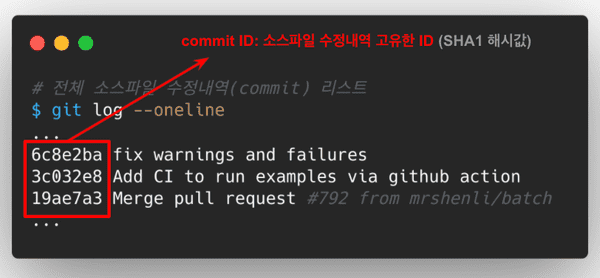 commit ID: 소스파일 수정내역 고유한 ID (SHA1 해시값)
# 전체 소스파일 수정내역(commit) 리스트
$ git log --oneline
...
6c8e2ba fix warnings and failures
3c032e8 Add CI to run examples via github action
19ae7a3 Merge pull request #792 from mrshenli/batch
...